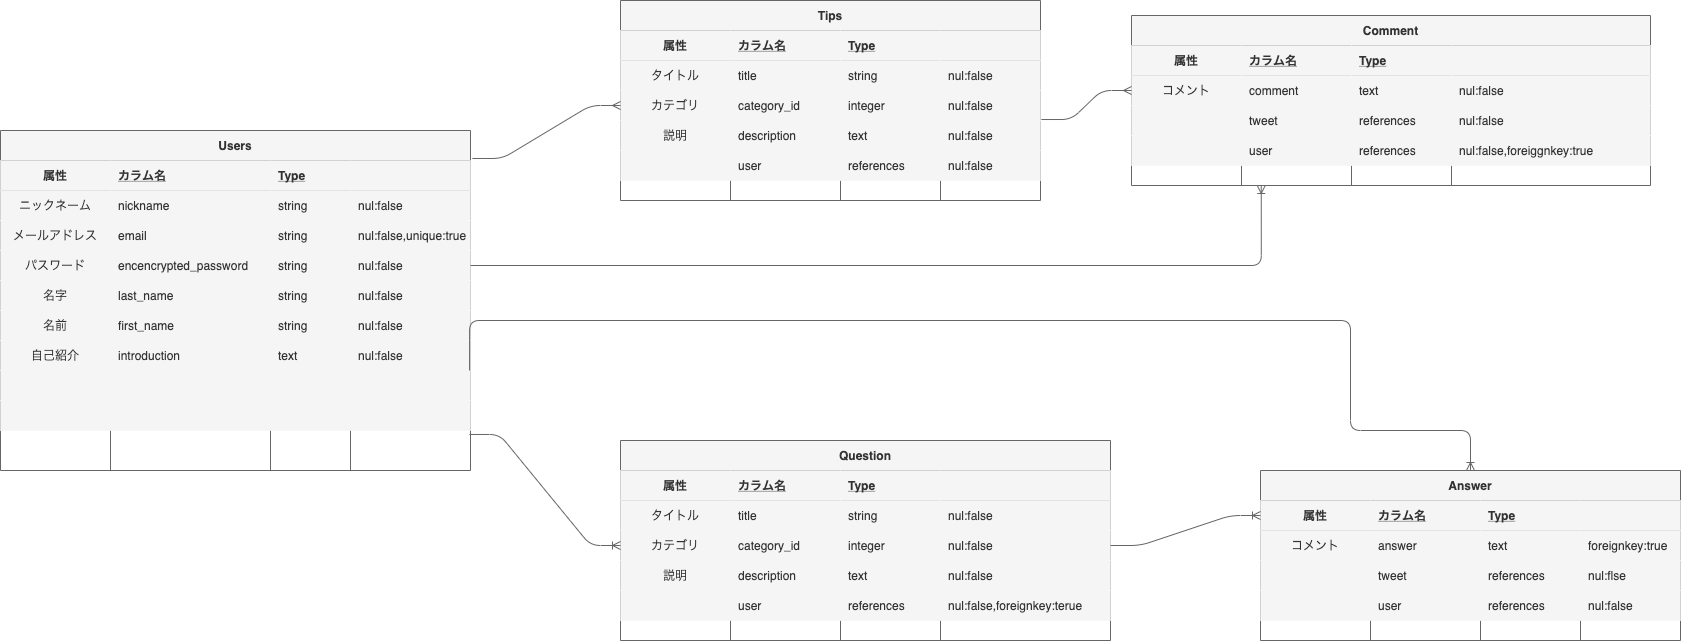 Users
属性 カラム名 Type
ニックネーム nickname string nul:false
メールアドレス email string nul:false,unique:true
パスワード encencrypted_password string nul:false
名字 last_name string nul:false
名前 first_name string nul:false
自己紹介 introduction text nul:false
Tips
属性 カラム名 Type
タイトル title string nul:false
カテゴリ category_id integer nul:false
説明 description text nul:false
user references nul:false
Comment
属性 カラム名 Type
コメント comment text nul:false
tweet references nul:false
user references nul:false,foreiggnkey:true
Question
属性 カラム名 Type
タイトル title string nul:false
カテゴリ category_id integer nul:false
説明 description text nul:false
user references nul:false,foreignkey:terue
Answer
属性 カラム名 Type
コメント answer text foreignkey:true
tweet references nul:flse
user references nul:false